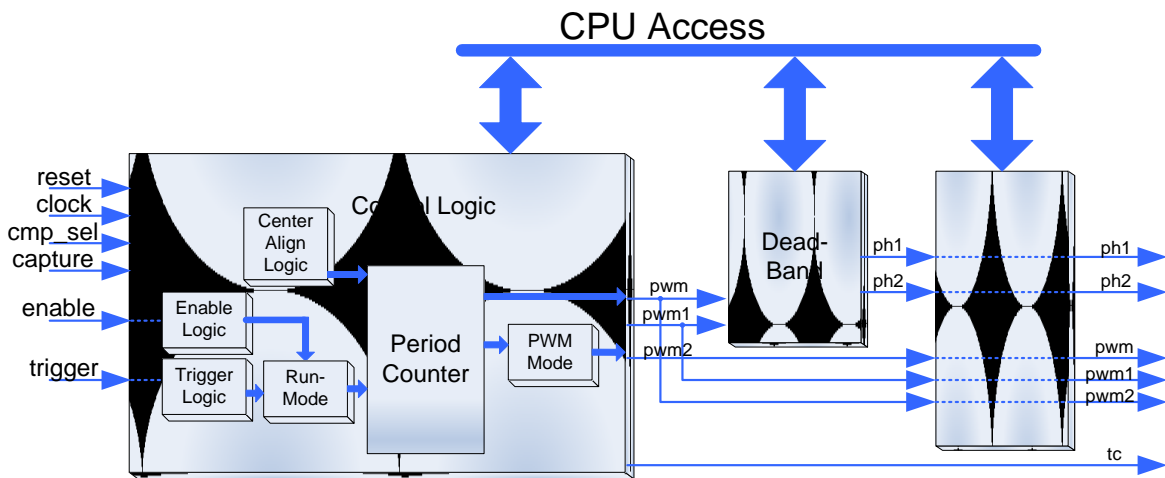 CPU Access
reset
clock
cmp_sel
capture
enable
trigger
Center
Align
Logic
Enable
Logic
Trigger
Logic
Run-
Mode
Period
Counter
PWM
Mode
pwm
pwm1
pwm2
Dead-
Band
ph1
ph2
ph1
ph2
pwm
pwm1
pwm2
tc